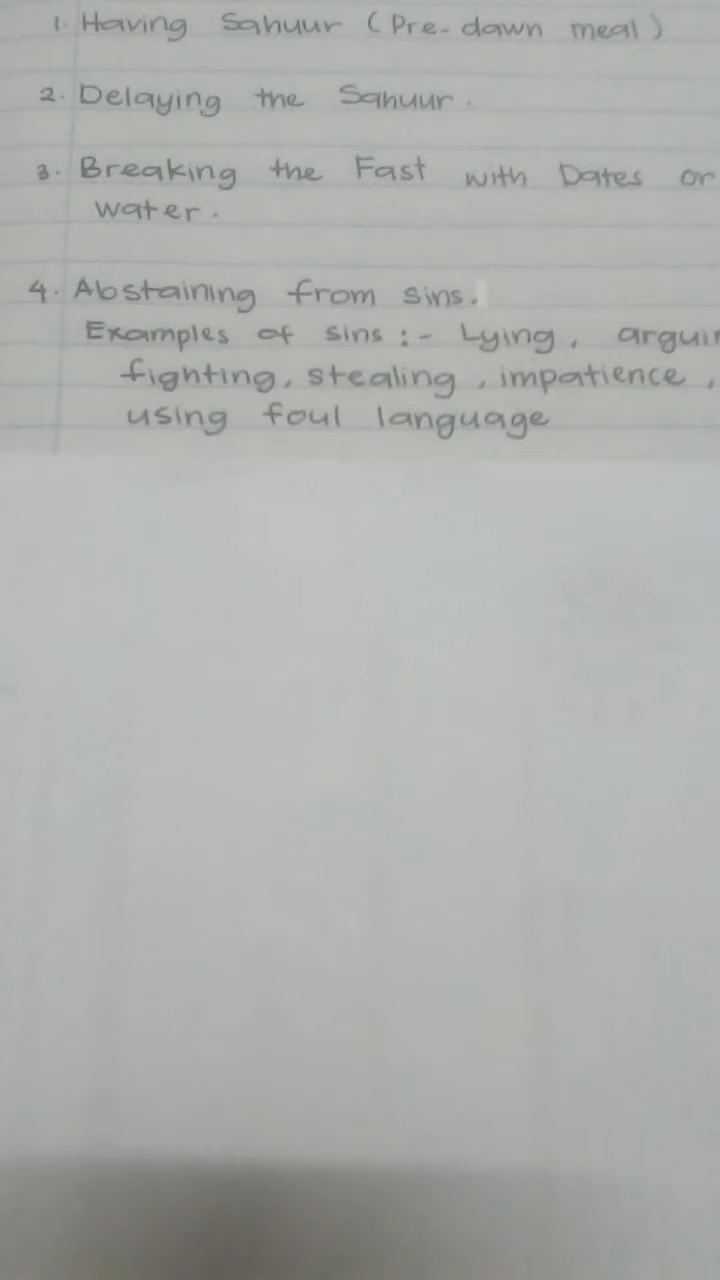 1. Having Sahuur (Pre-dawn meal)
2. Delaying the Sahuur.
3. Breaking the Fast with Dates or
water.
4. Abstaining from sins.
Examples of sins :- Lying, arguin
fighting, stealing, impatience,
using foul language